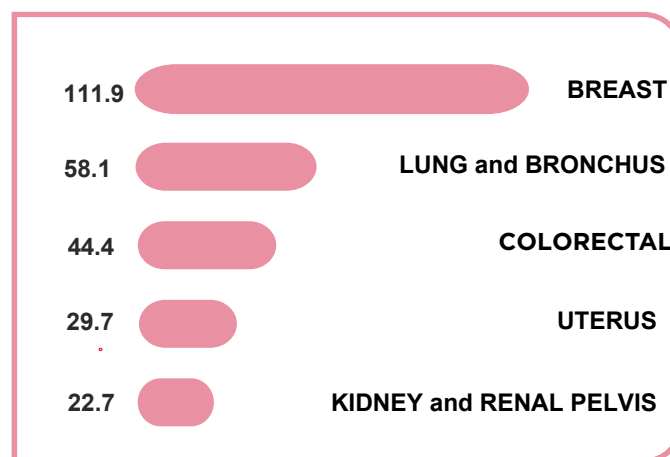 111.9 BREAST
58.1 LUNG and BRONCHUS
44.4 COLORECTAL
29.7 UTERUS
22.7 KIDNEY and RENAL PELVIS